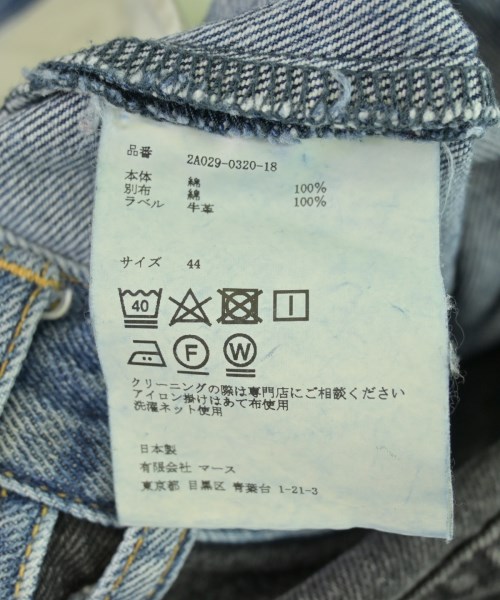 品番 2A029-0320-18
本体 綿 100%
別布 綿 100%
ラベル 牛革
サイズ 44
40
F W
クリーニングの際は専門店にご相談ください
アイロン掛けはあて布使用
洗濯ネット使用
日本製
有限会社 マース
東京都 目黒区 青葉台 1-21-3